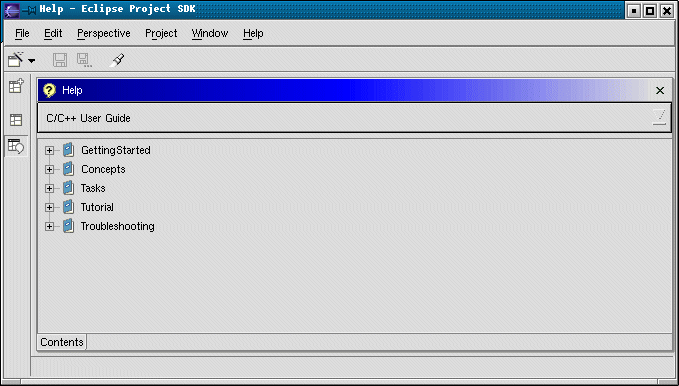 Help - Eclipse Project SDK
File Edit Perspective Project Window Help
Help
C/C++ User Guide
GettingStarted
Concepts
Tasks
Tutorial
Troubleshooting
Contents